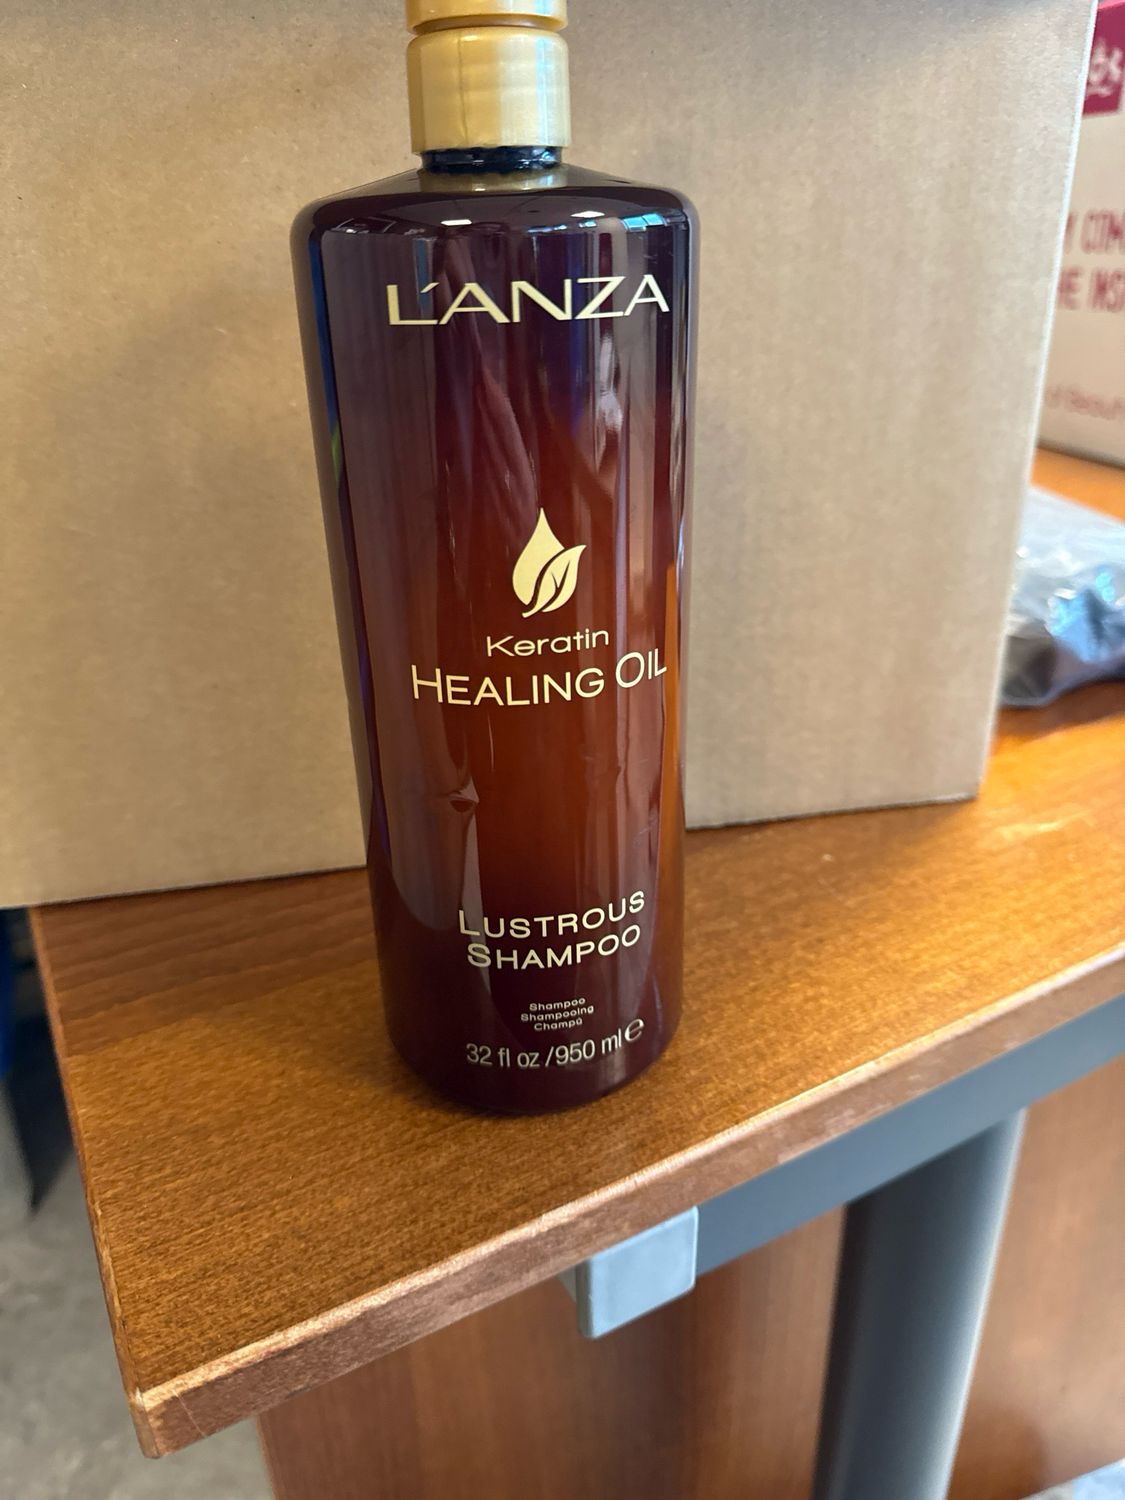 L'ANZA
Keratin
HEALING OIL
LUSTROUS
SHAMPOO
Shampoo
Shampooing
Champú
32 fl oz / 950 ml e